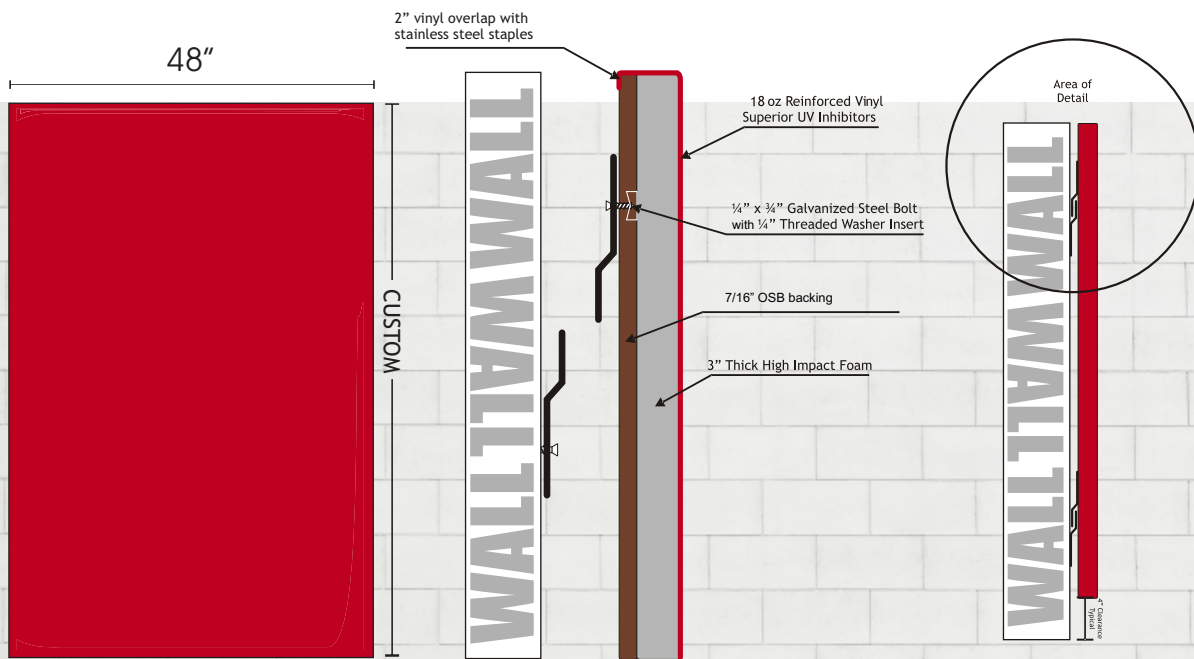 48”
CUSTOM
2” vinyl overlap with
stainless steel staples
WALLWALLWALLWALL
18 oz Reinforced Vinyl
Superior UV Inhibitors
¼” x ¾” Galvanized Steel Bolt
with ¼” Threaded Washer Insert
7/16” OSB backing
3” Thick High Impact Foam
Area of
Detail
WALLWALLWALLWALL
4” Clearance
Typical